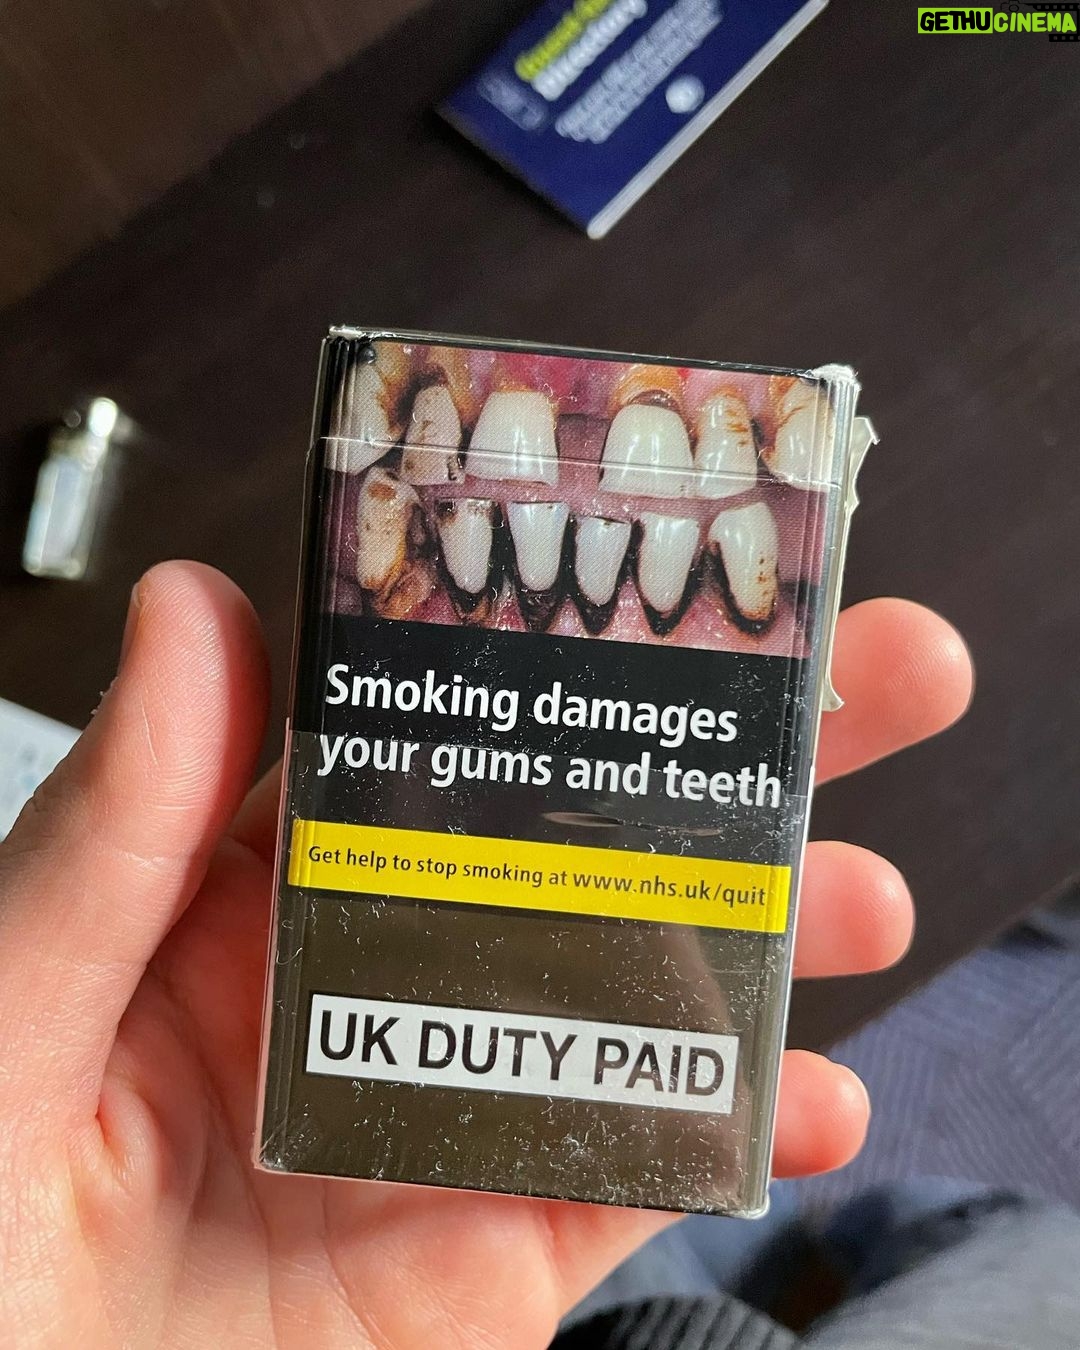 GETHUCINEMA
Smoking damages
your gums and teeth
Get help to stop smoking at www.nhs.uk/quit
UK DUTY PAID